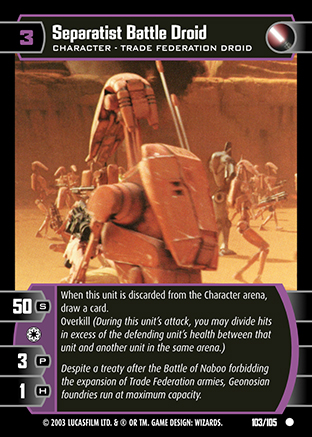 3
Separatist Battle Droid
CHARACTER - TRADE FEDERATION DROID
50 S
When this unit is discarded from the Character arena,
draw a card.
Overkill (During this unit's attack, you may divide hits
in excess of the defending unit's health between that
unit and another unit in the same arena.)
3 P
Despite a treaty after the Battle of Naboo forbidding
the expansion of Trade Federation armies, Geonosian
1 H
foundries run at maximum capacity.
© 2003 LUCASFILM LTD. & ® OR TM. GAME DESIGN: WIZARDS.
103/105